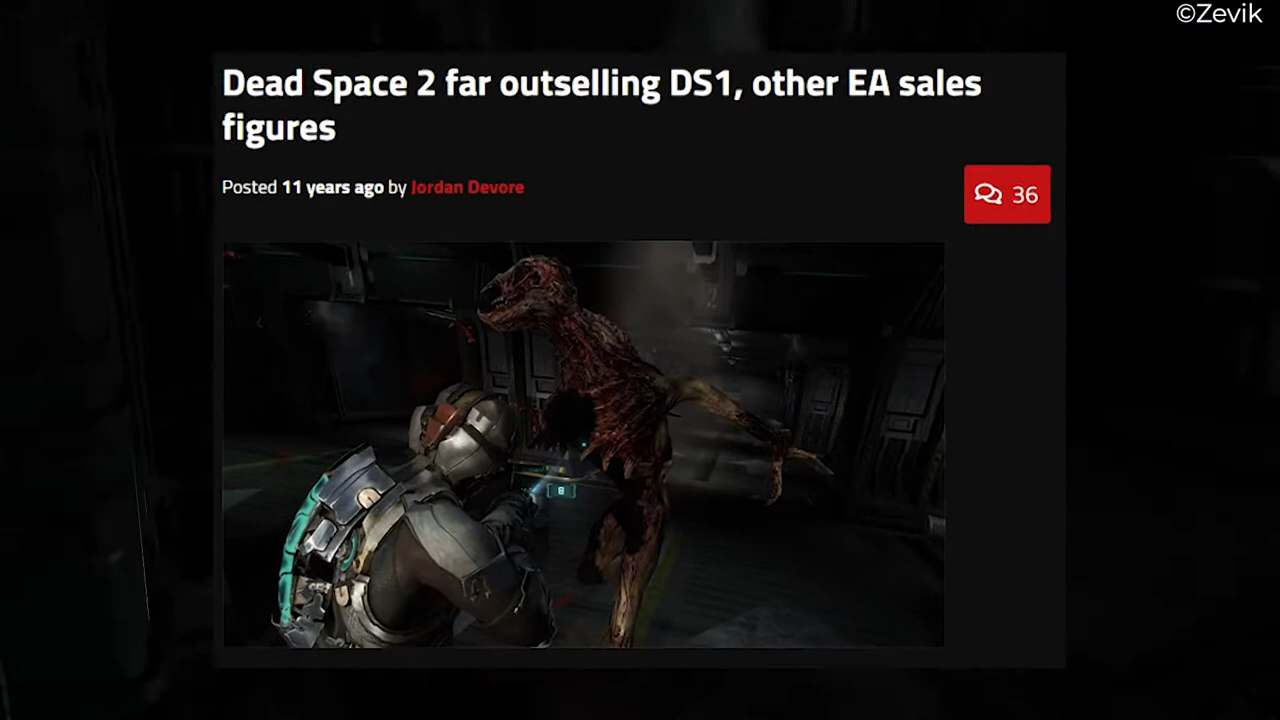 ©Zevik
Dead Space 2 far outselling DS1, other EA sales
figures
Posted 11 years ago by Jordan Devore
36